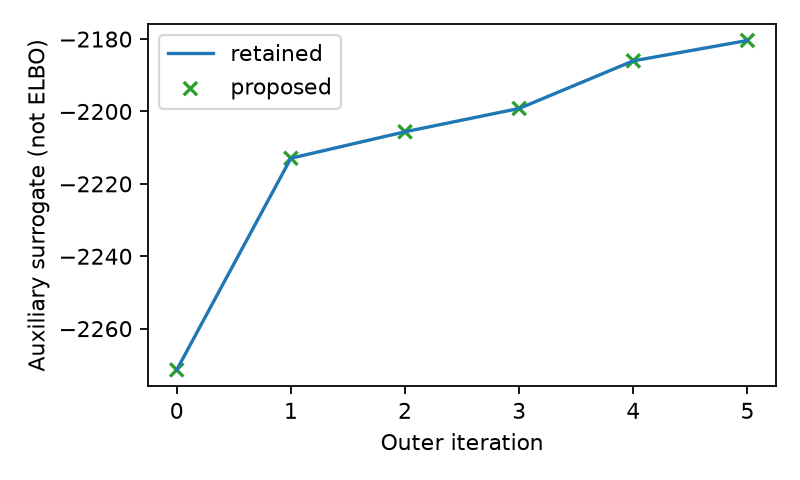 −2180
−2200
−2220
−2240
−2260
Auxiliary surrogate (not ELBO)
retained
proposed
0 1 2 3 4 5
Outer iteration